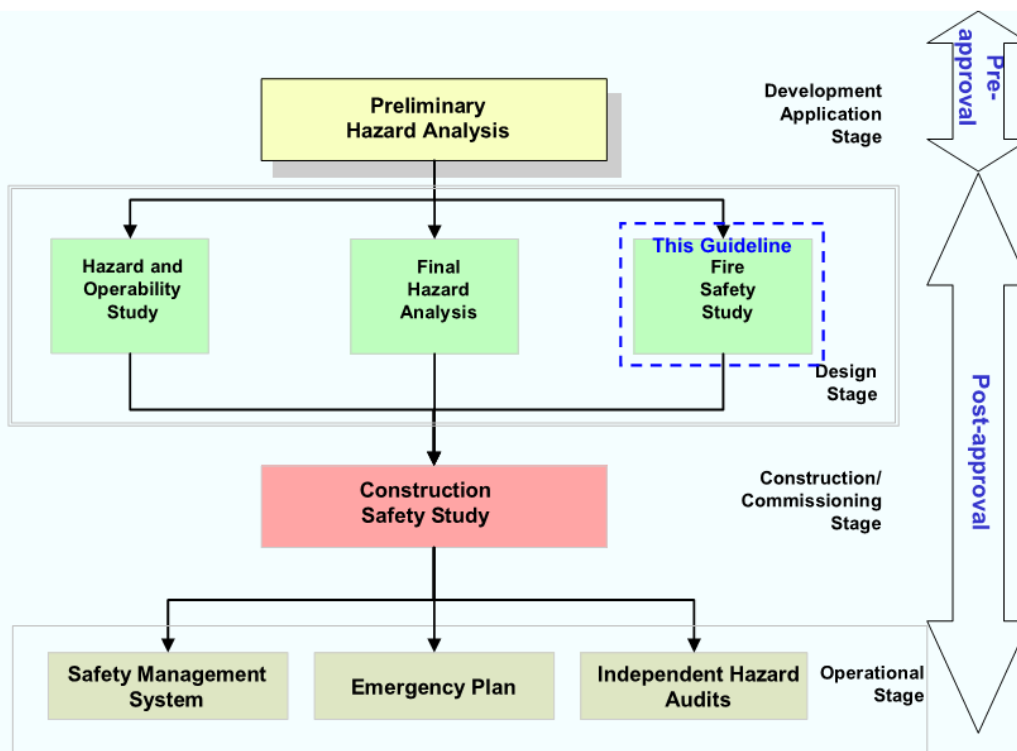 Pre-
approval
Preliminary
Hazard Analysis
Development
Application
Stage
This Guideline
Hazard and
Operability
Study
Final
Hazard
Analysis
Fire
Safety
Study
Design
Stage
Post-approval
Construction
Safety Study
Construction/
Commissioning
Stage
Safety Management
System
Emergency Plan
Independent Hazard
Audits
Operational
Stage